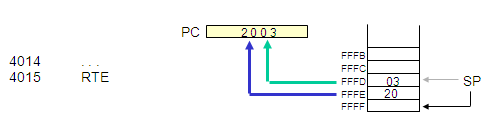 PC 2003
FFFB
4014 . . .
FFFC
4015 RTE
FFFD 03 SP
FFFE 20
FFFF